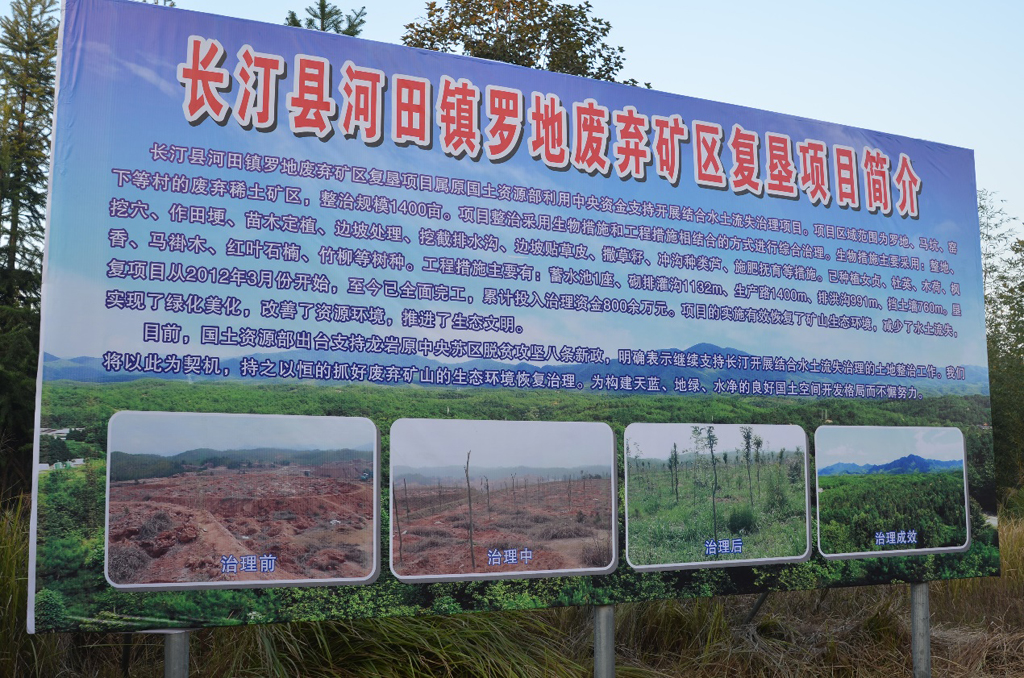 长汀县河田镇罗地废弃矿区复垦项目简介
长汀县河田镇罗地废弃矿区复垦项目属原国土资源部利用中央资金支持开展结合水土流失治理项目。项目区域范围为罗地、马坑、窑
下等村的废弃稀土矿区，整治规模1400亩。项目整治采用生物措施和工程措施相结合的方式进行综合治理。生物措施主要采用：整地、
挖穴、作田埂、苗木定植、边坡处理、挖截排水沟、边坡贴草皮、撒草籽、冲沟种类芦、施肥抚育等措施。已种植女贞、杜英、木荷、枫
香、马褂木、红叶石楠、竹柳等树种。工程措施主要有：蓄水池1座、砌排灌沟1132m、生产路1400m、排洪沟991m、挡土墙760m。复
垦项目从2012年3月份开始，至今已全面完工，累计投入治理资金800余万元。项目的实施有效恢复了矿山生态环境，减少了水土流失，
实现了绿化美化，改善了资源环境，推进了生态文明。
目前，国土资源部出台支持龙岩原中央苏区脱贫攻坚八条新政，明确表示继续支持长汀开展结合水土流失治理的土地整治工作。我们
将以此为契机，持之以恒的抓好废弃矿山的生态环境恢复治理。为构建天蓝、地绿、水净的良好国土空间开发格局而不懈努力。
治理前
治理中
治理后
治理成效